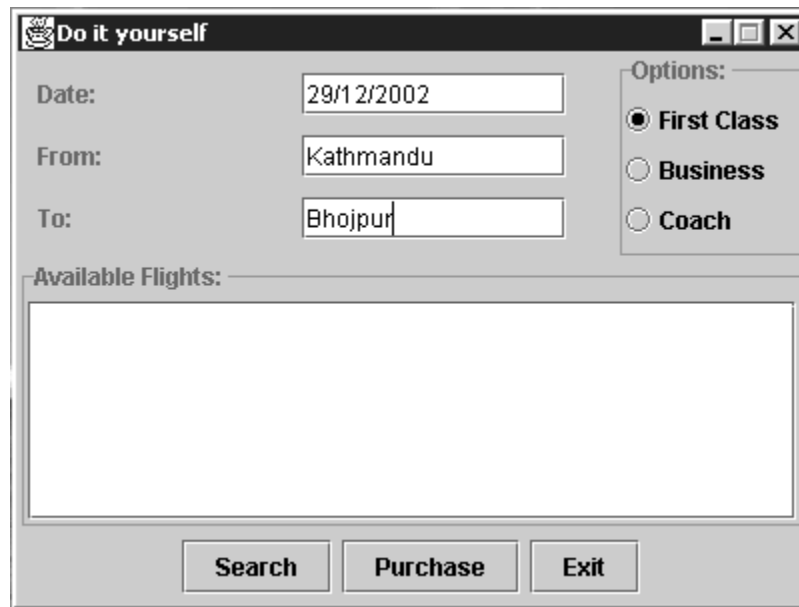 Do it yourself
Date: 29/12/2002
From: Kathmandu
To: Bhojpur
Options:
First Class
Business
Coach
Available Flights:
Search Purchase Exit